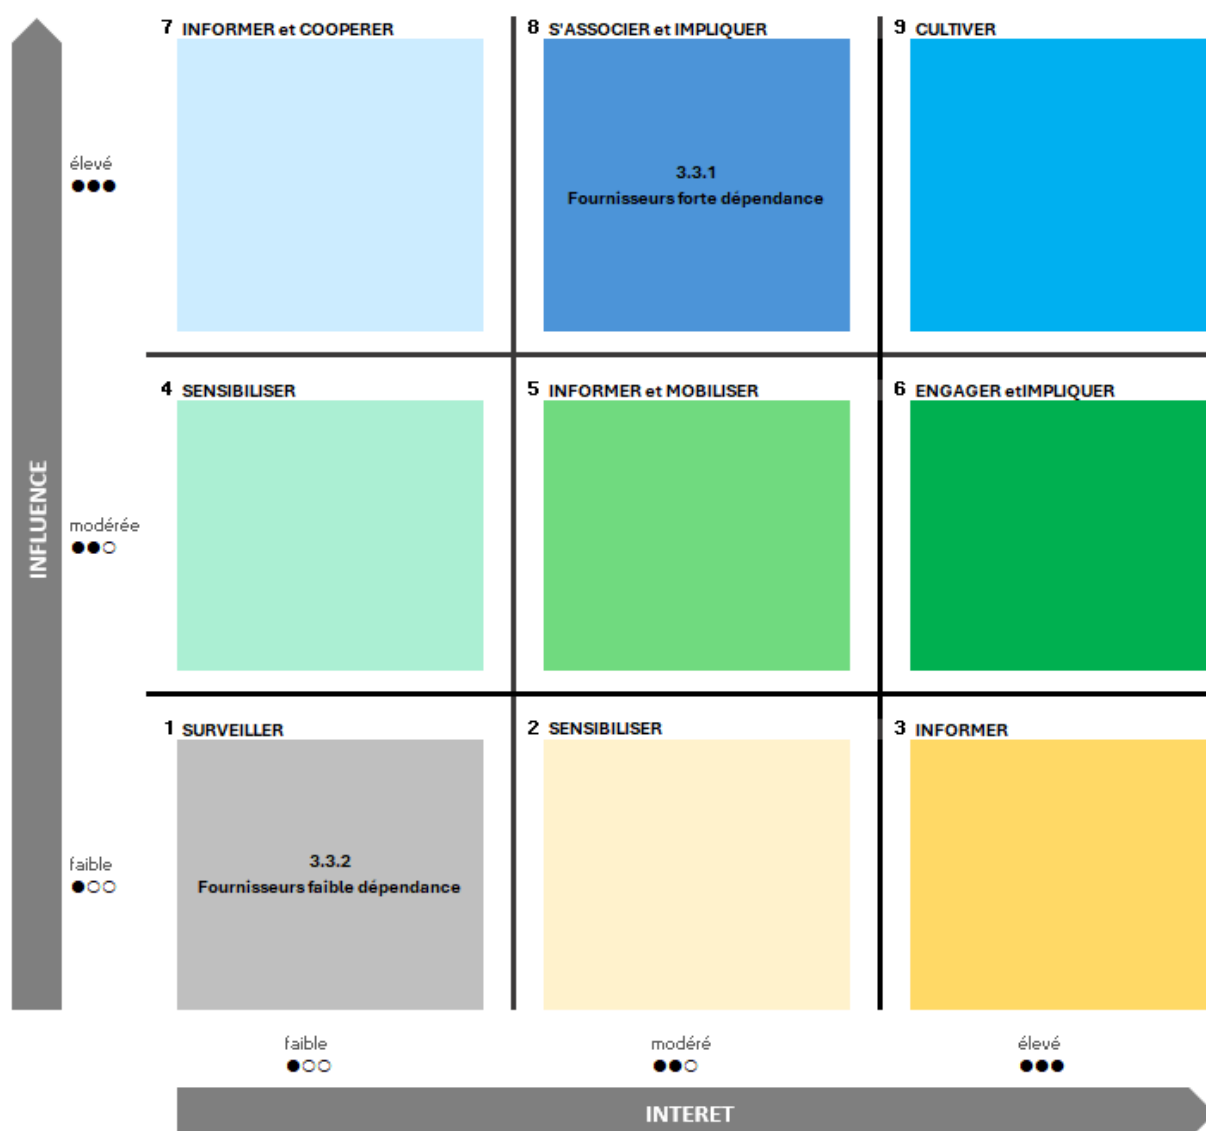 7 INFORMER et COOPERER
8 S'ASSOCIER et IMPLIQUER
9 CULTIVER
élevé
3.3.1
Fournisseurs forte dépendance
4 SENSIBILISER
5 INFORMER et MOBILISER
6 ENGAGER etIMPLIQUER
INFLUENCE
modérée
1 SURVEILLER
2 SENSIBILISER
3 INFORMER
faible
3.3.2
Fournisseurs faible dépendance
faible
modéré
élevé
INTERET